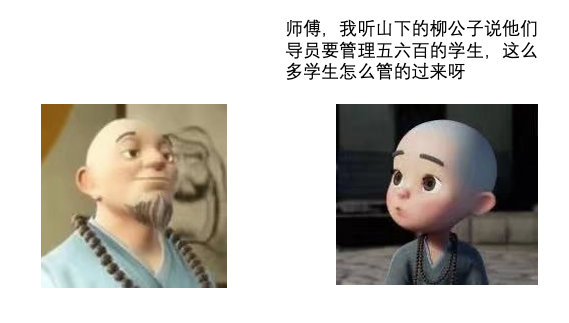 师傅，我听山下的柳公子说他们
导员要管理五六百的学生，这么
多学生怎么管的过来呀